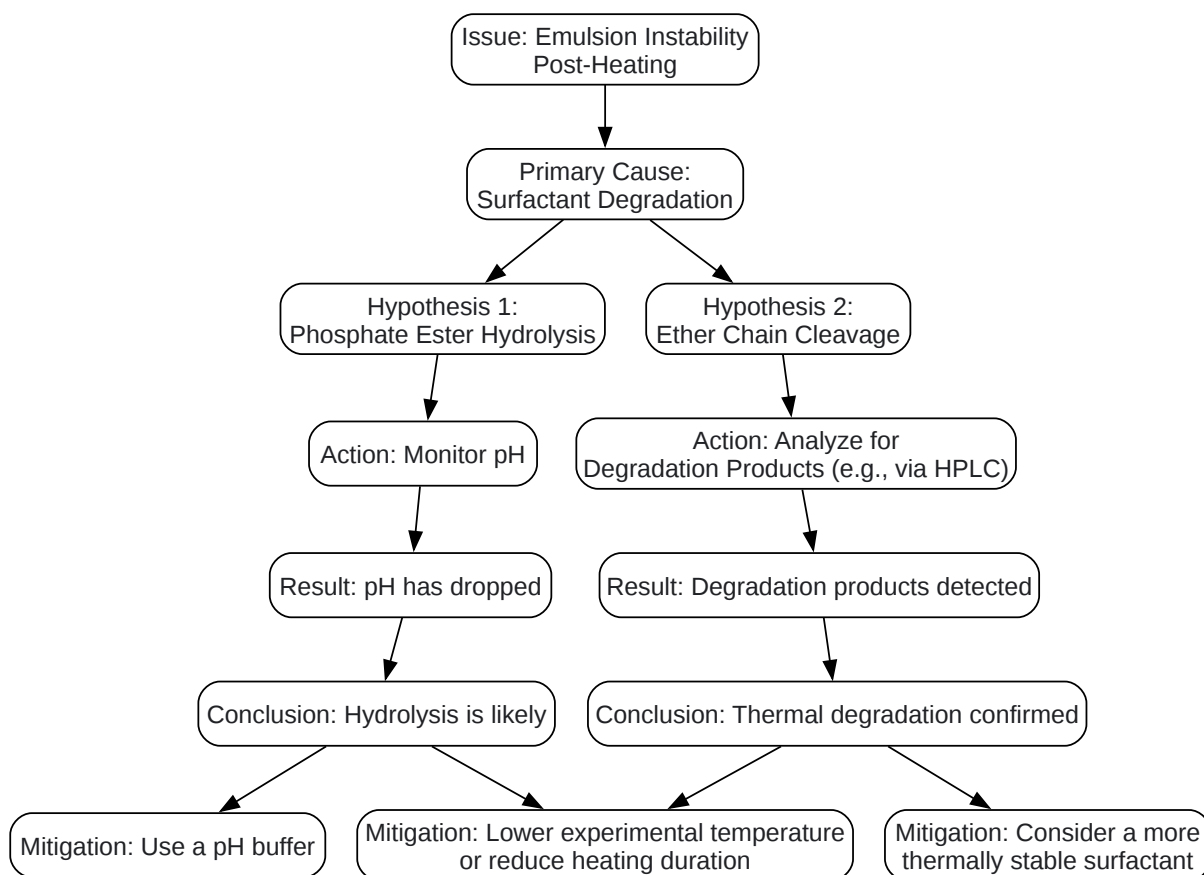 Issue: Emulsion Instability
Post-Heating
Primary Cause:
Surfactant Degradation
Hypothesis 1:
Phosphate Ester Hydrolysis
Hypothesis 2:
Ether Chain Cleavage
Action: Monitor pH
Action: Analyze for
Degradation Products (e.g., via HPLC)
Result: pH has dropped
Result: Degradation products detected
Conclusion: Hydrolysis is likely
Conclusion: Thermal degradation confirmed
Mitigation: Use a pH buffer
Mitigation: Lower experimental temperature
or reduce heating duration
Mitigation: Consider a more
thermally stable surfactant